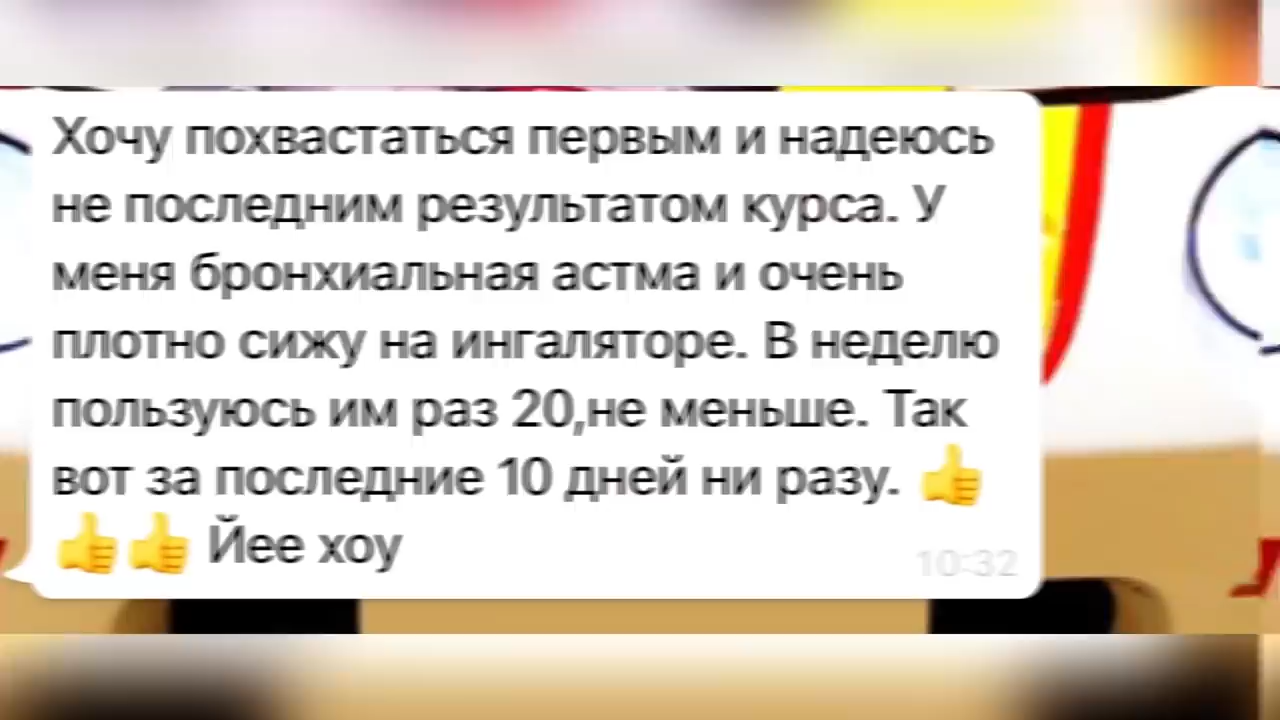 Хочу похвастаться первым и надеюсь
не последним результатом курса. У
меня бронхиальная астма и очень
плотно сижу на ингаляторе. В неделю
пользуюсь им раз 20,не меньше. Так
вот за последние 10 дней ни разу. 👍
👍👍 Йее хоу
10:32